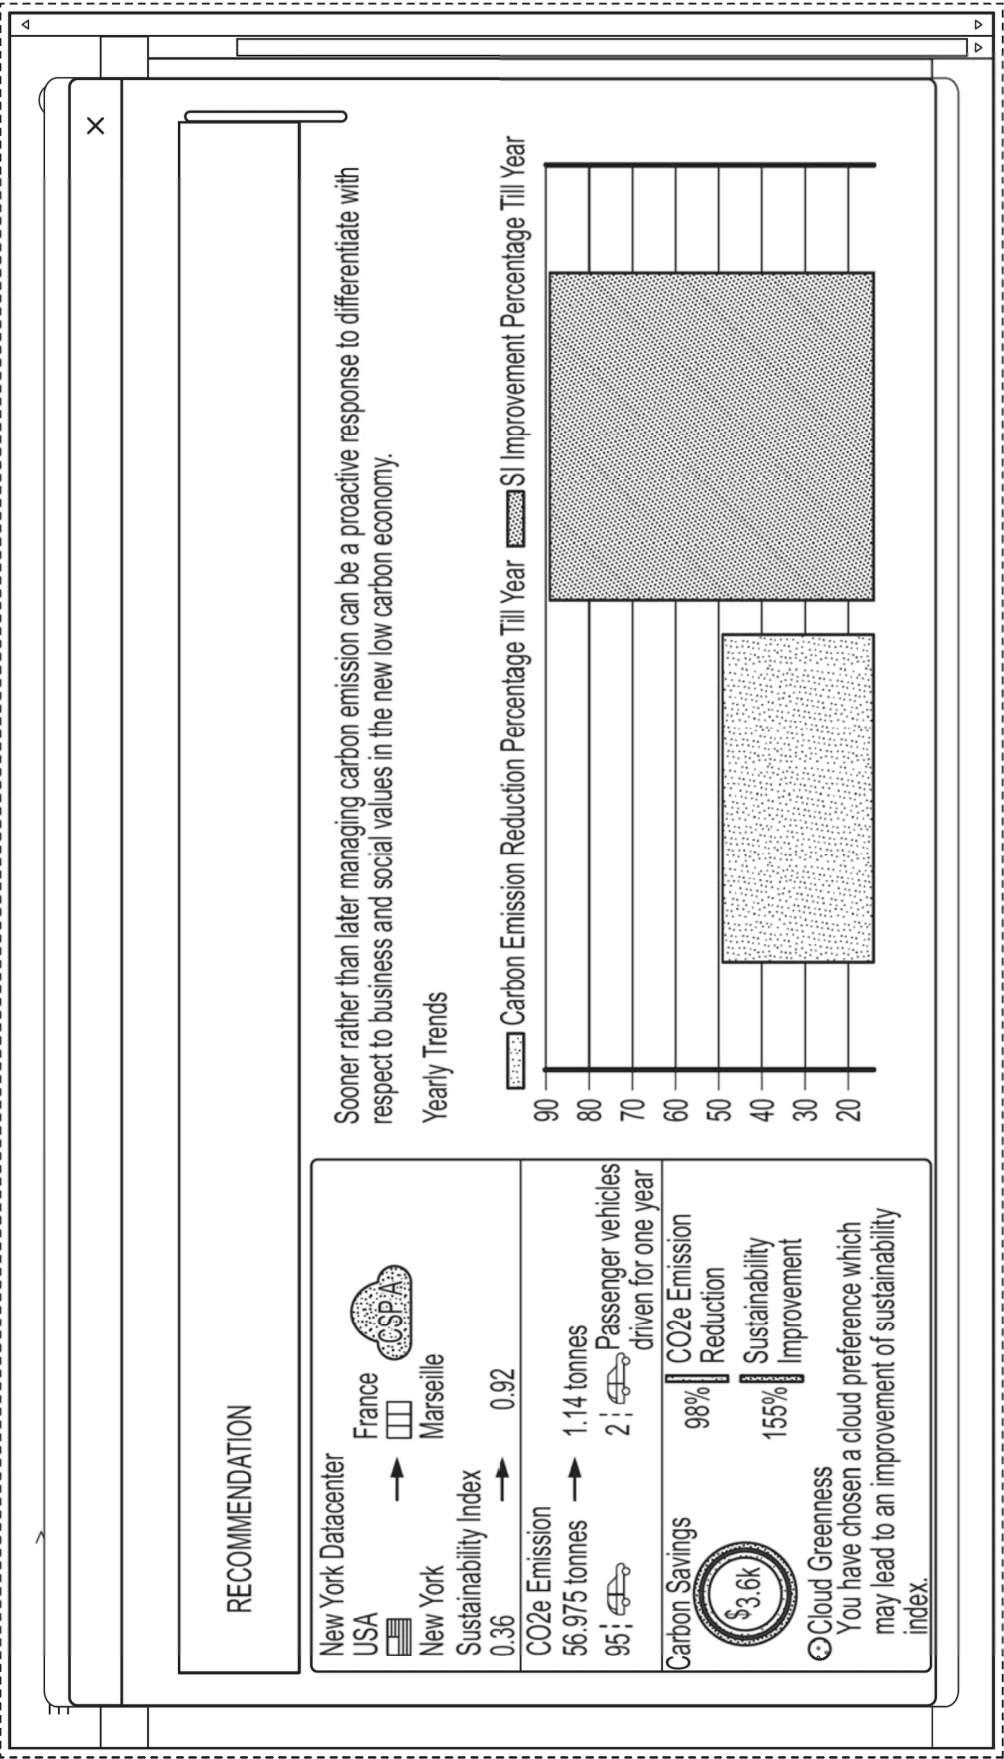 RECOMMENDATION
New York Datacenter
USA
France
CSP A
New York
Marseille
Sustainability Index
0.36
0.92
CO2e Emission
56.975 tonnes
1.14 tonnes
95
2
Passenger vehicles
driven for one year
Carbon Savings
$3.6k
98%
CO2e Emission
Reduction
155%
Sustainability
Improvement
Cloud Greenness
You have chosen a cloud preference which
may lead to an improvement of sustainability
index.
Sooner rather than later managing carbon emission can be a proactive response to differentiate with
respect to business and social values in the new low carbon economy.
Yearly Trends
Carbon Emission Reduction Percentage Till Year
SI Improvement Percentage Till Year
90
80
70
60
50
40
30
20